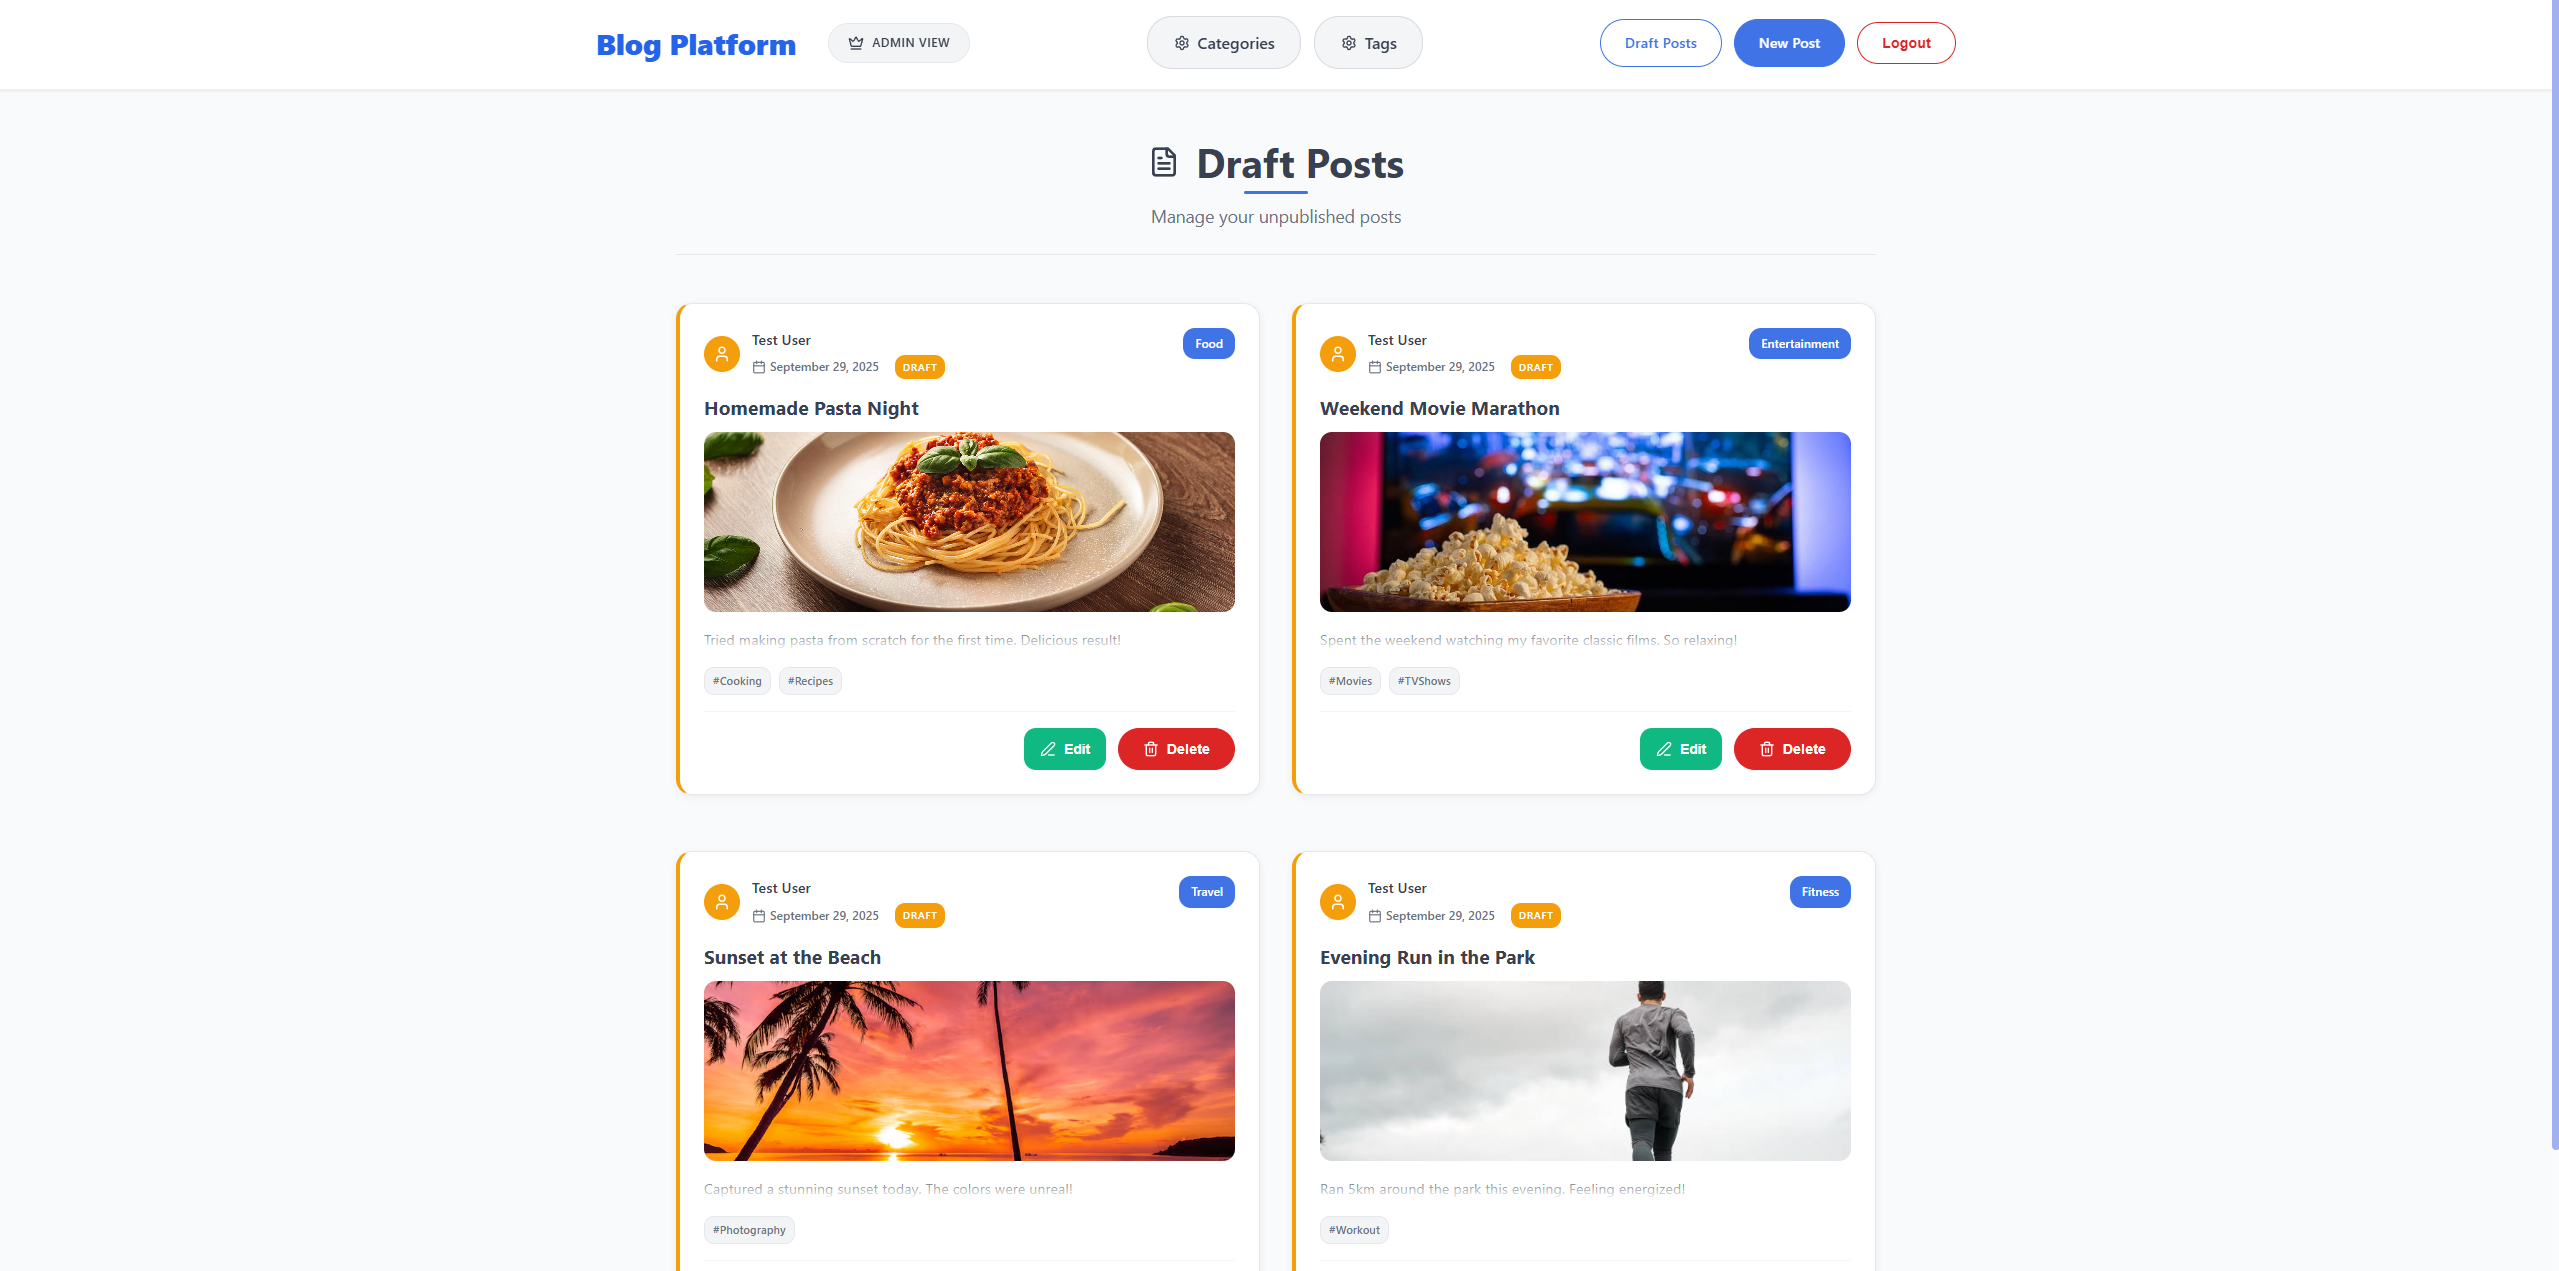 Blog Platform
ADMIN VIEW
Categories
Tags
Draft Posts
New Post
Logout
Draft Posts
Manage your unpublished posts
Test User
Food
September 29, 2025
DRAFT
Homemade Pasta Night
Tried making pasta from scratch for the first time. Delicious result!
#Cooking
#Recipes
Edit
Delete
Test User
Entertainment
September 29, 2025
DRAFT
Weekend Movie Marathon
Spent the weekend watching my favorite classic films. So relaxing!
#Movies
#TVShows
Edit
Delete
Test User
Travel
September 29, 2025
DRAFT
Sunset at the Beach
Captured a stunning sunset today. The colors were unreal!
#Photography
Test User
Fitness
September 29, 2025
DRAFT
Evening Run in the Park
Ran 5km around the park this evening. Feeling energized!
#Workout